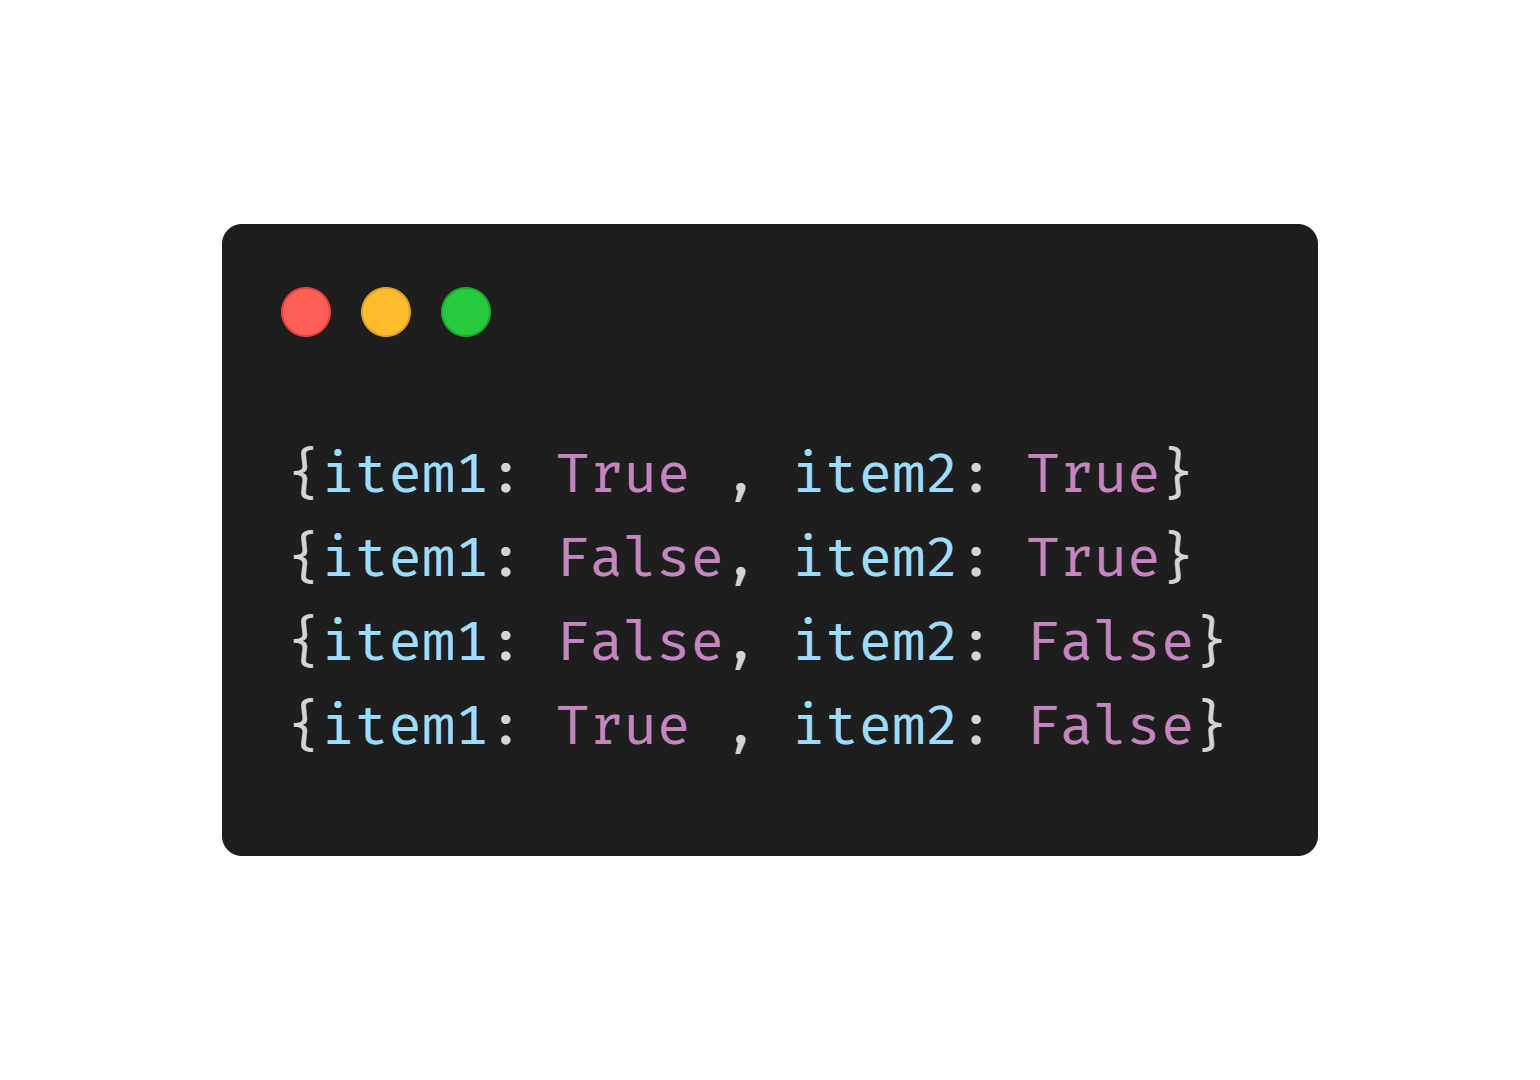 {item1: True , item2: True}
{item1: False, item2: True}
{item1: False, item2: False}
{item1: True , item2: False}